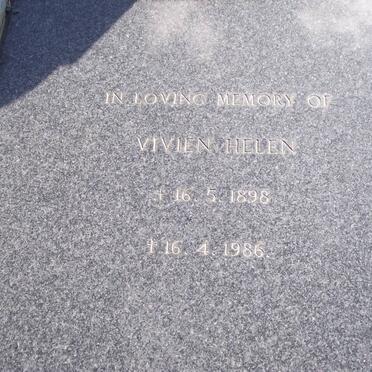 IN LOVING MEMORY OF
VIVIEN HELEN
+ 16. 5. 1898
† 16. 4. 1986.